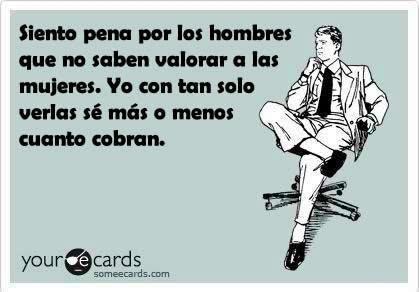 Siento pena por los hombres
que no saben valorar a las
mujeres. Yo con tan solo
verlas sé más o menos
cuanto cobran.
your e cards
someecards.com